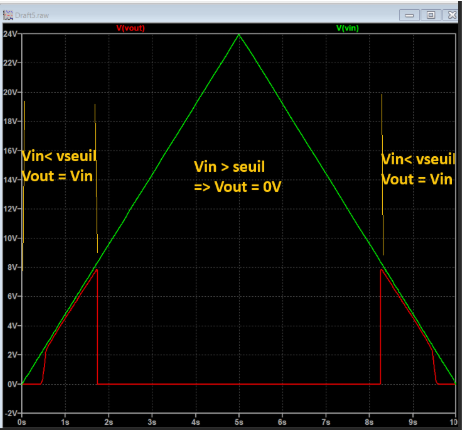 Draft5.raw
V(vout) V(vin)
24V
22V
20V
18V
16V
14V
12V
10V
8V
6V
4V
2V
0V
-2V
Vin< vseuil
Vout = Vin
Vin > seuil
=> Vout = 0V
Vin< vseuil
Vout = Vin
0s 1s 2s 3s 4s 5s 6s 7s 8s 9s 10